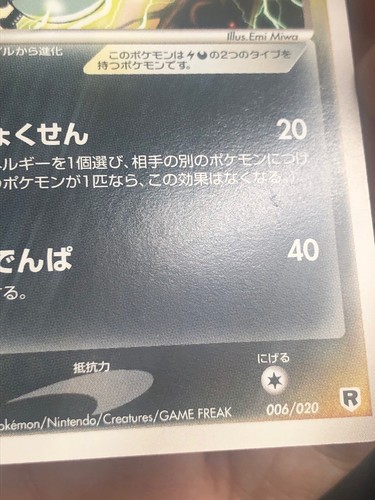 イルから進化
Illus.Emi Miwa
このポケモンは の2つのタイプを
持つポケモンです。
ょくせん 20
ルギーを1個選び、相手の別のポケモンにつけ
のポケモンが1匹なら、この効果はなくなる。)
でんぱ 40
る。
抵抗力 にげる
okémon/Nintendo/Creatures/GAME FREAK 006/020 R